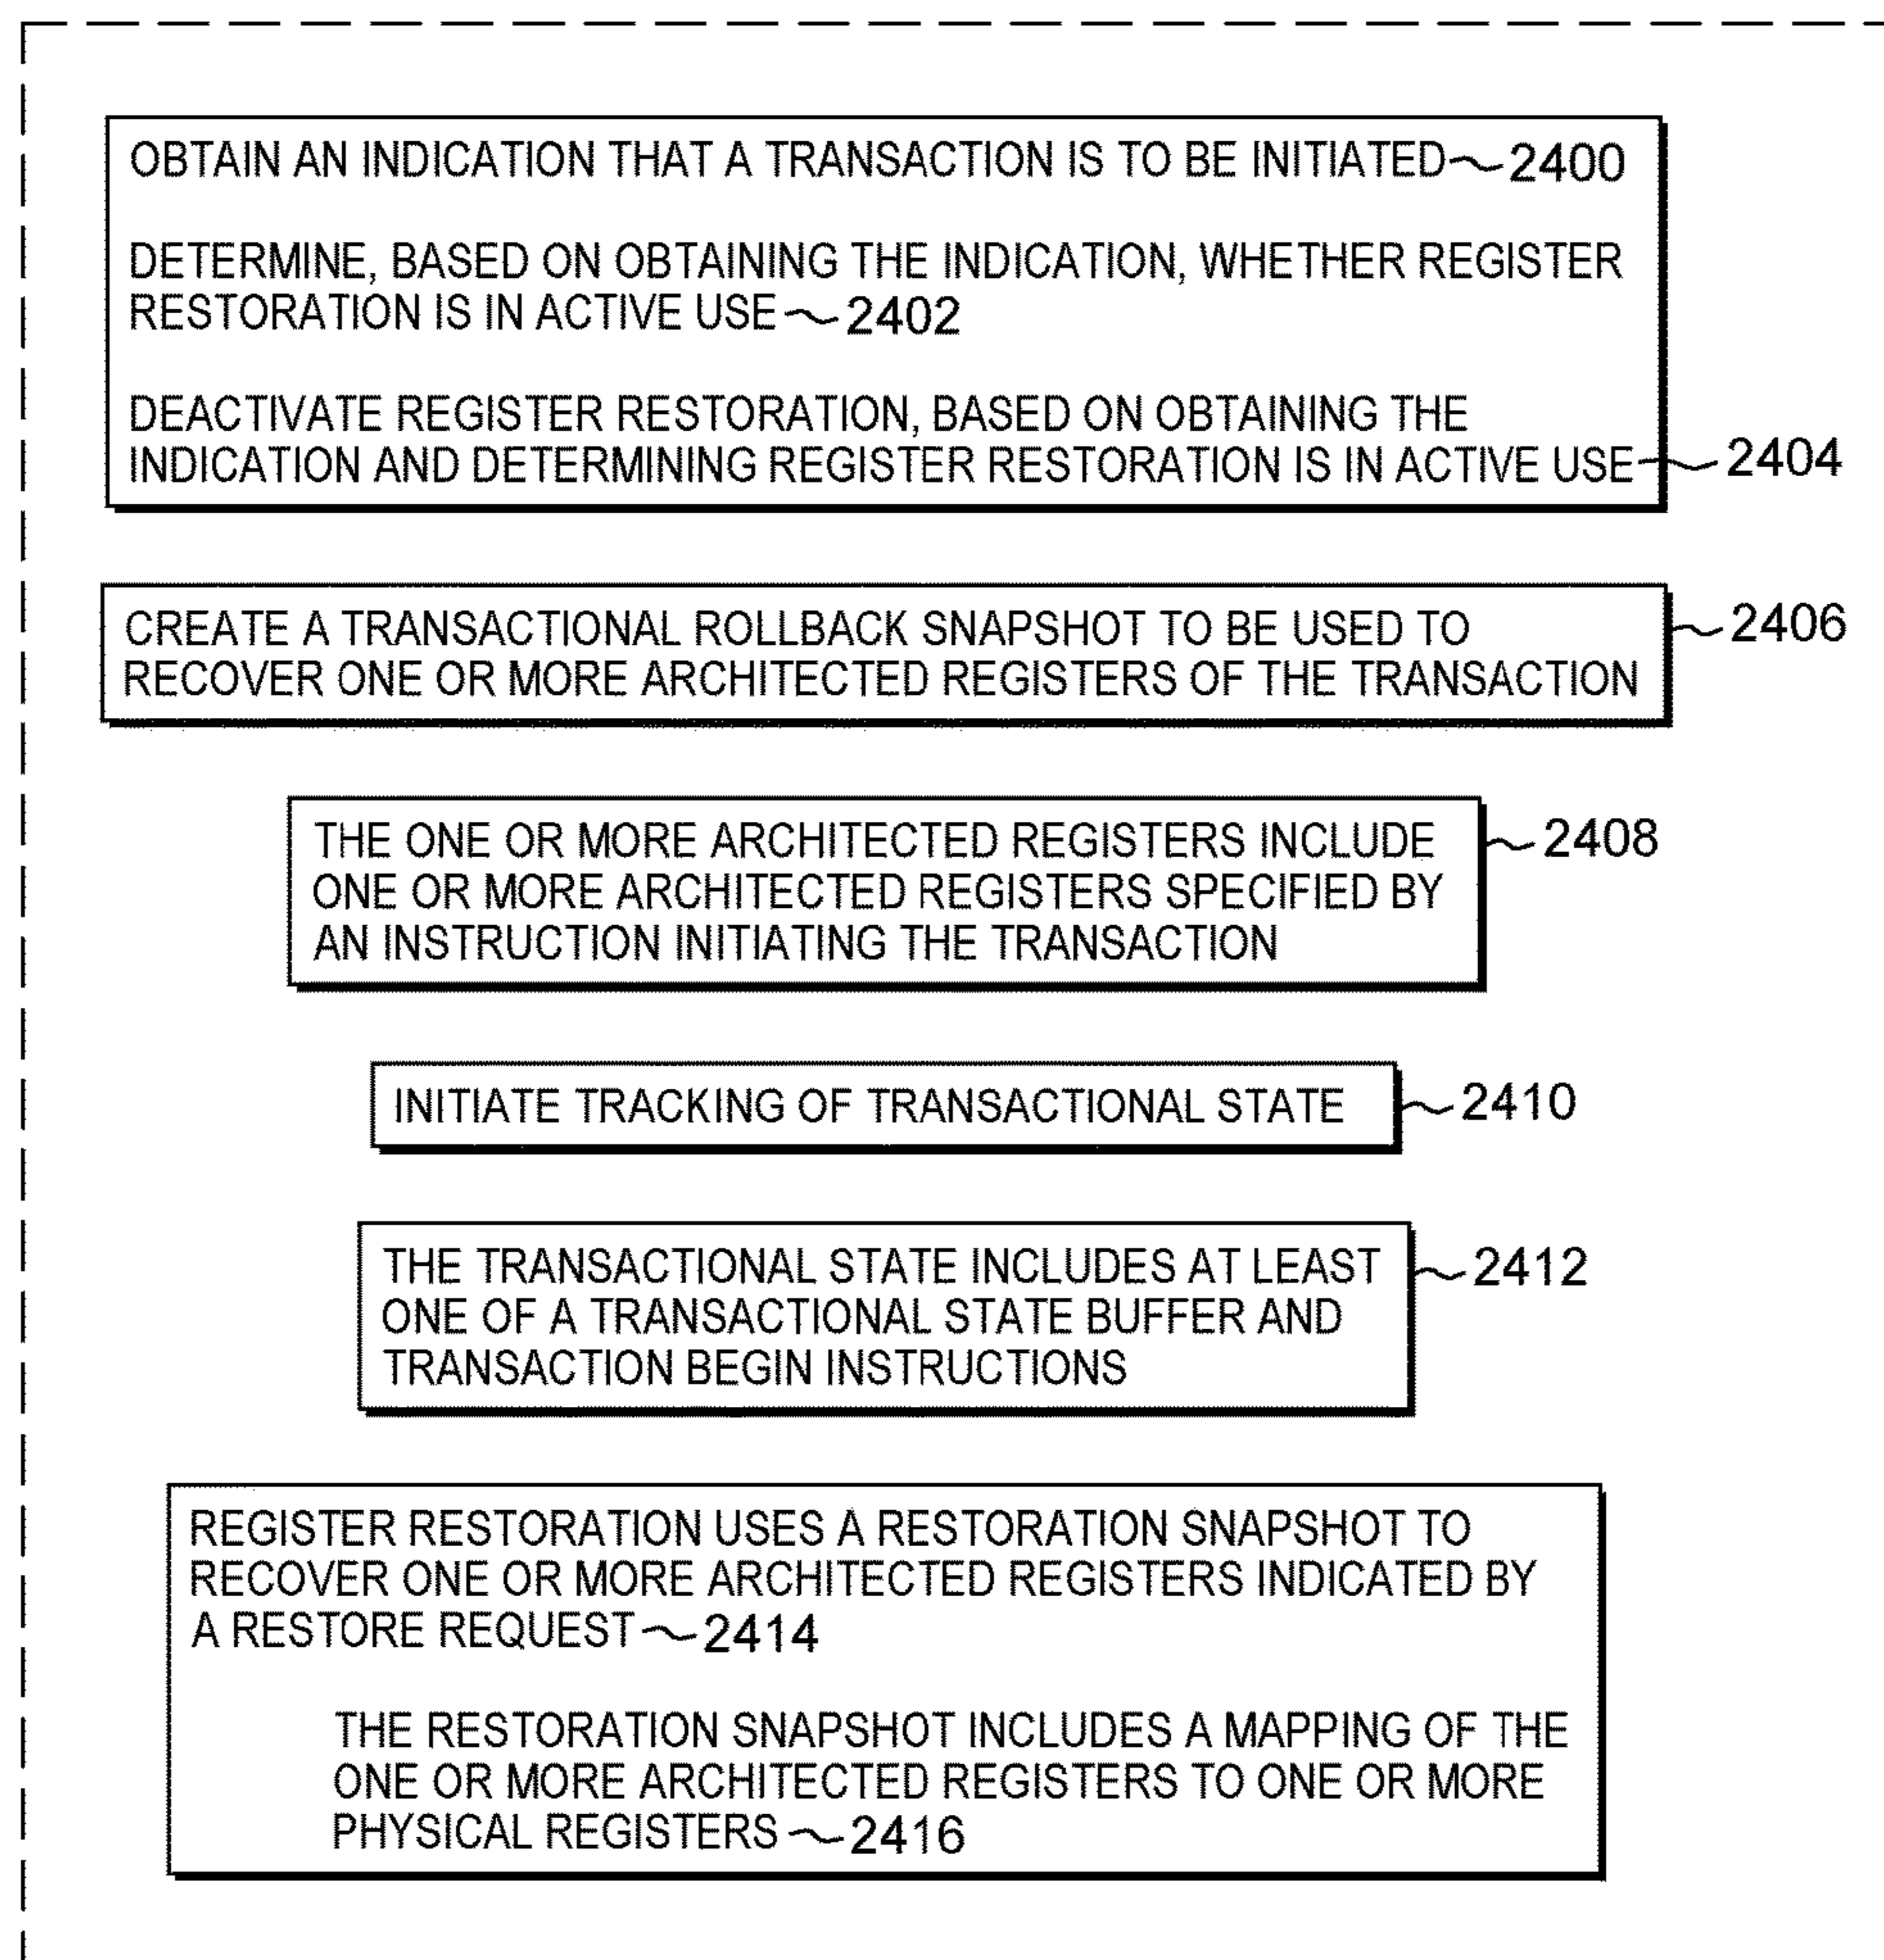 OBTAIN AN INDICATION THAT A TRANSACTION IS TO BE INITIATED~2400
DETERMINE, BASED ON OBTAINING THE INDICATION, WHETHER REGISTER
RESTORATION IS IN ACTIVE USE~2402
DEACTIVATE REGISTER RESTORATION, BASED ON OBTAINING THE
INDICATION AND DETERMINING REGISTER RESTORATION IS IN ACTIVE USE~2404
CREATE A TRANSACTIONAL ROLLBACK SNAPSHOT TO BE USED TO ~2406
RECOVER ONE OR MORE ARCHITECTED REGISTERS OF THE TRANSACTION
THE ONE OR MORE ARCHITECTED REGISTERS INCLUDE ~2408
ONE OR MORE ARCHITECTED REGISTERS SPECIFIED BY
AN INSTRUCTION INITIATING THE TRANSACTION
INITIATE TRACKING OF TRANSACTIONAL STATE ~2410
THE TRANSACTIONAL STATE INCLUDES AT LEAST ~2412
ONE OF A TRANSACTIONAL STATE BUFFER AND
TRANSACTION BEGIN INSTRUCTIONS
REGISTER RESTORATION USES A RESTORATION SNAPSHOT TO
RECOVER ONE OR MORE ARCHITECTED REGISTERS INDICATED BY
A RESTORE REQUEST~2414
THE RESTORATION SNAPSHOT INCLUDES A MAPPING OF THE
ONE OR MORE ARCHITECTED REGISTERS TO ONE OR MORE
PHYSICAL REGISTERS~2416